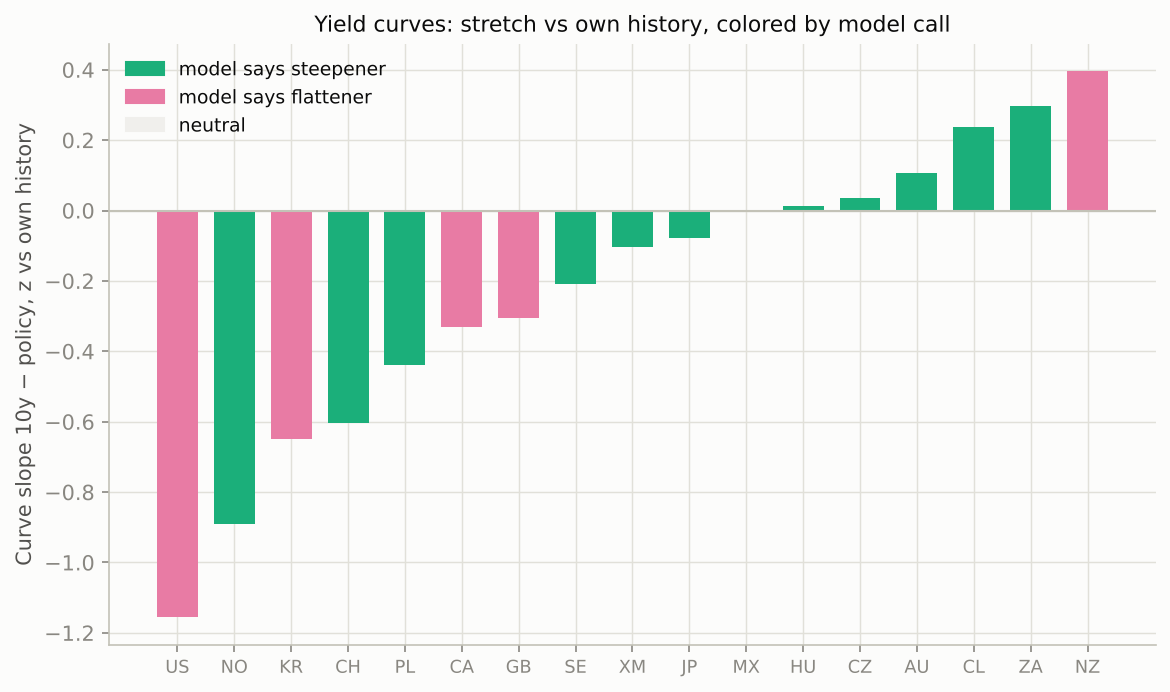 Yield curves: stretch vs own history, colored by model call
model says steepener
model says flattener
neutral
Curve slope 10y − policy, z vs own history
0.4
0.2
0.0
−0.2
−0.4
−0.6
−0.8
−1.0
−1.2
US NO KR CH PL CA GB SE XM JP MX HU CZ AU CL ZA NZ